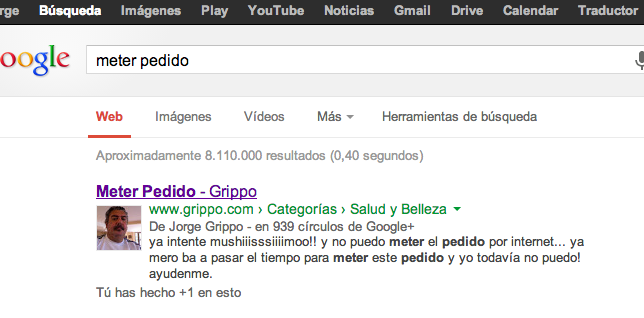 rge Búsqueda Imágenes Play YouTube Noticias Gmail Drive Calendar Traductor
oogle meter pedido
Web Imágenes Vídeos Más Herramientas de búsqueda
Aproximadamente 8.110.000 resultados (0,40 segundos)
Meter Pedido - Grippo
www.grippo.com › Categorías › Salud y Belleza
De Jorge Grippo - en 939 círculos de Google+
ya intente mushiiissssiiiimoo!! y no puedo meter el pedido por internet... ya
mero ba a pasar el tiempo para meter este pedido y yo todavía no puedo!
ayudenme.
Tú has hecho +1 en esto